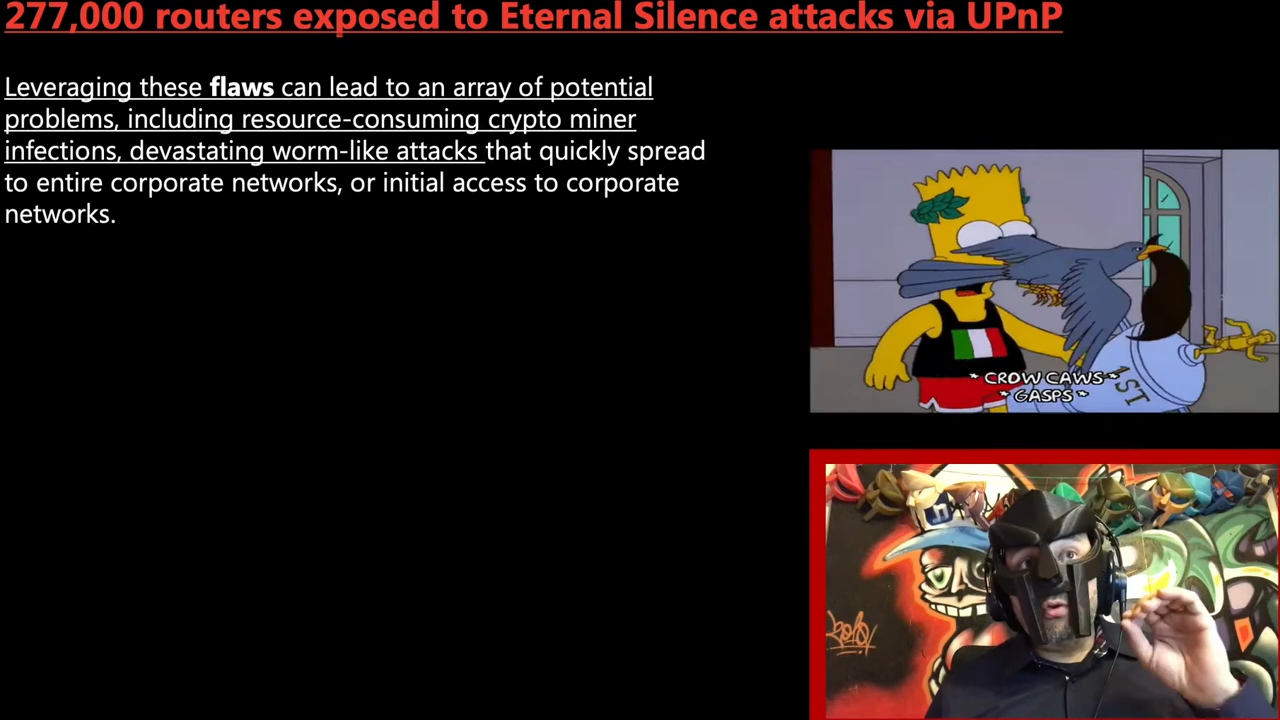 277,000 routers exposed to Eternal Silence attacks via UPnP
Leveraging these flaws can lead to an array of potential
problems, including resource-consuming crypto miner
infections, devastating worm-like attacks that quickly spread
to entire corporate networks, or initial access to corporate
networks.
* CROW CAWS *
* GASPS *
1ST